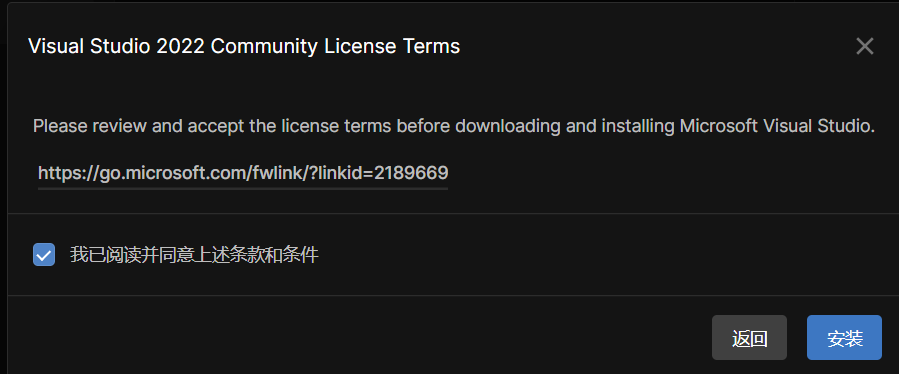 Visual Studio 2022 Community License Terms
Please review and accept the license terms before downloading and installing Microsoft Visual Studio.
https://go.microsoft.com/fwlink/?linkid=2189669
我已阅读并同意上述条款和条件
返回
安装